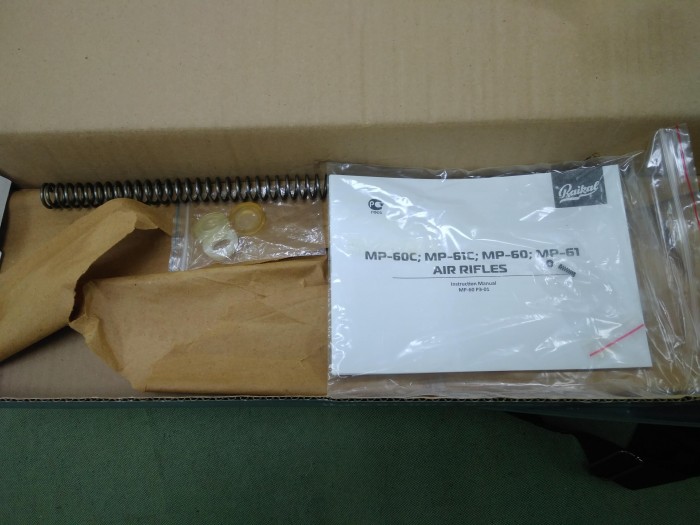 Baikal
MP-60C; MP-61C; MP-60; MP-61
AIR RIFLES
Instruction Manual